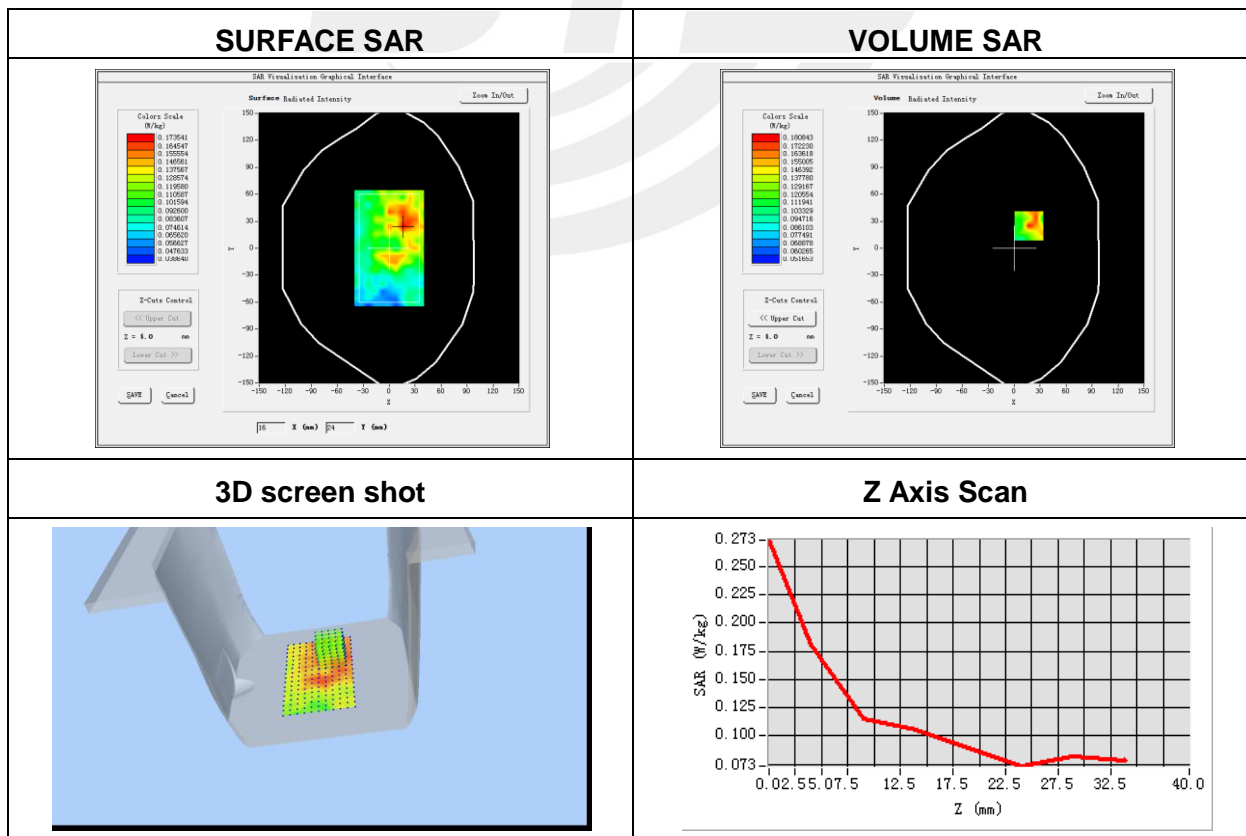 SURFACE SAR
SAR Visualisation Graphical Interface
Surface Radiated Intensity
Zoom In/Out
Colors Scale
(W/kg)
0.173541
0.164547
0.155554
0.146561
0.137567
0.128574
0.119580
0.110587
0.101594
0.092600
0.083607
0.074614
0.065620
0.056627
0.047633
0.038640
Z-Cuts Control
<< Upper Cut
mm
Lower Cut >>
SAVE Cancel
150
120
90
60
30
0
-30
-60
-90
-120
-150
Y
-150 -120 -90 -60 -30 0 30 60 90 120 150
X
16 X (mm) 24 Y (mm)
VOLUME SAR
SAR Visualisation Graphical Interface
Volume Radiated Intensity
Zoom In/Out
Colors Scale
(W/kg)
0.180843
0.172230
0.163618
0.155005
0.146392
0.137780
0.129167
0.120554
0.111941
0.103329
0.094716
0.086103
0.077491
0.068878
0.060265
0.051653
Z-Cuts Control
<< Upper Cut
mm
Lower Cut >>
SAVE Cancel
150
120
90
60
30
0
-30
-60
-90
-120
-150
Y
-150 -120 -90 -60 -30 0 30 60 90 120 150
X
3D screen shot
Z Axis Scan
0.273
0.250
0.225
0.200
0.175
0.150
0.125
0.100
0.073
SAR (W/kg)
0.0 2.5 5.0 7.5 12.5 17.5 22.5 27.5 32.5 40.0
Z (mm)